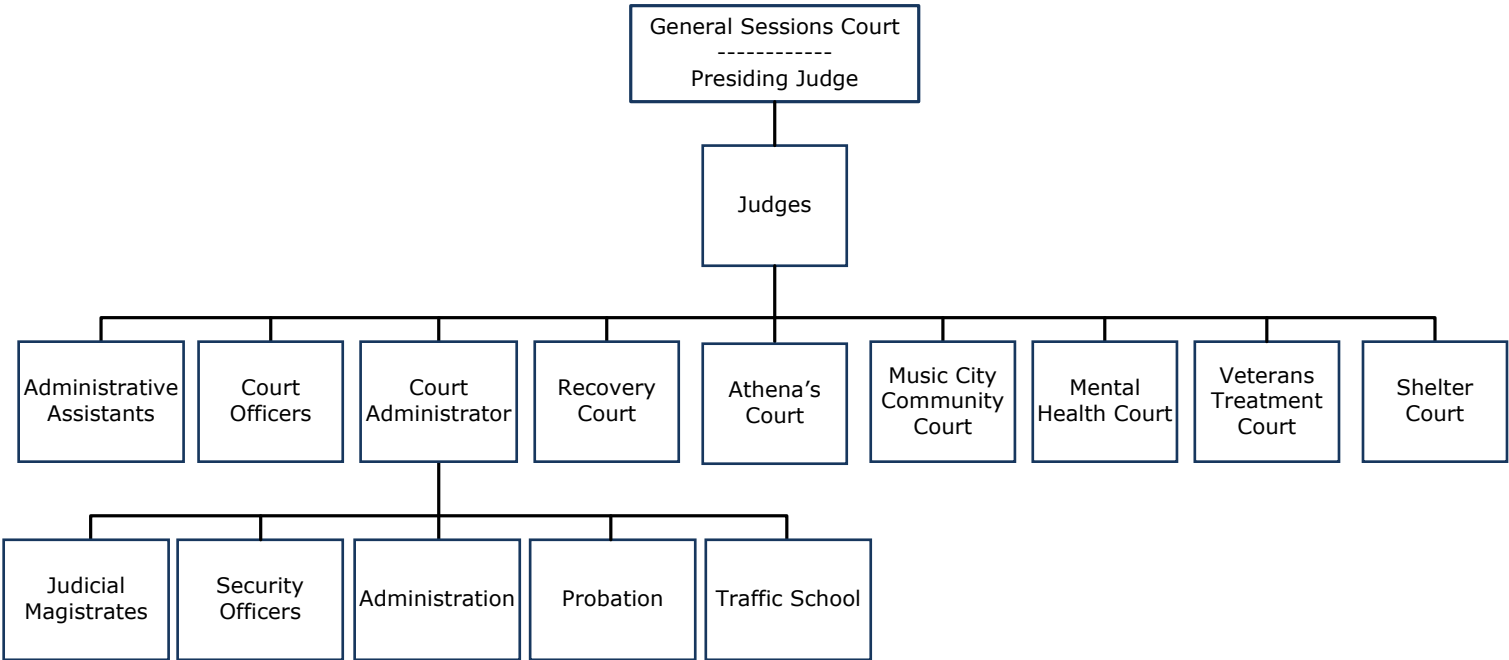 General Sessions Court
------------
Presiding Judge
Judges
Administrative
Assistants
Court
Officers
Court
Administrator
Recovery
Court
Athena’s
Court
Music City
Community
Court
Mental
Health Court
Veterans
Treatment
Court
Shelter
Court
Judicial
Magistrates
Security
Officers
Administration
Probation
Traffic School